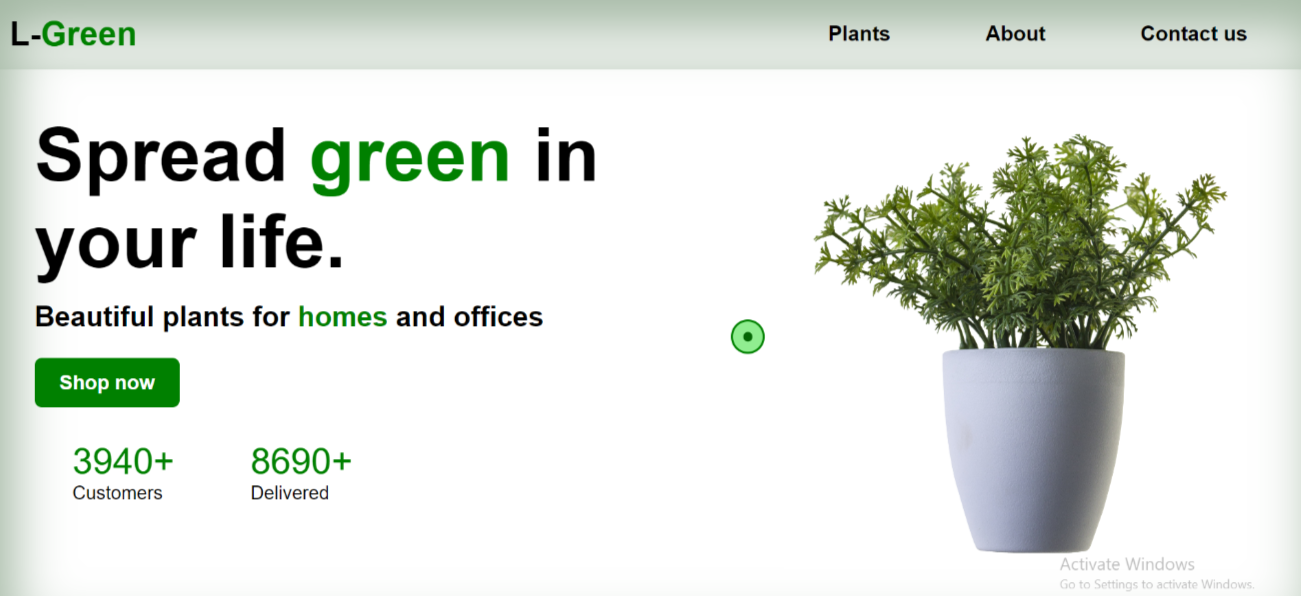 L-Green
Plants
About
Contact us
Spread green in
your life.
Beautiful plants for homes and offices
Shop now
3940+
Customers
8690+
Delivered
Activate Windows
Go to Settings to activate Windows.